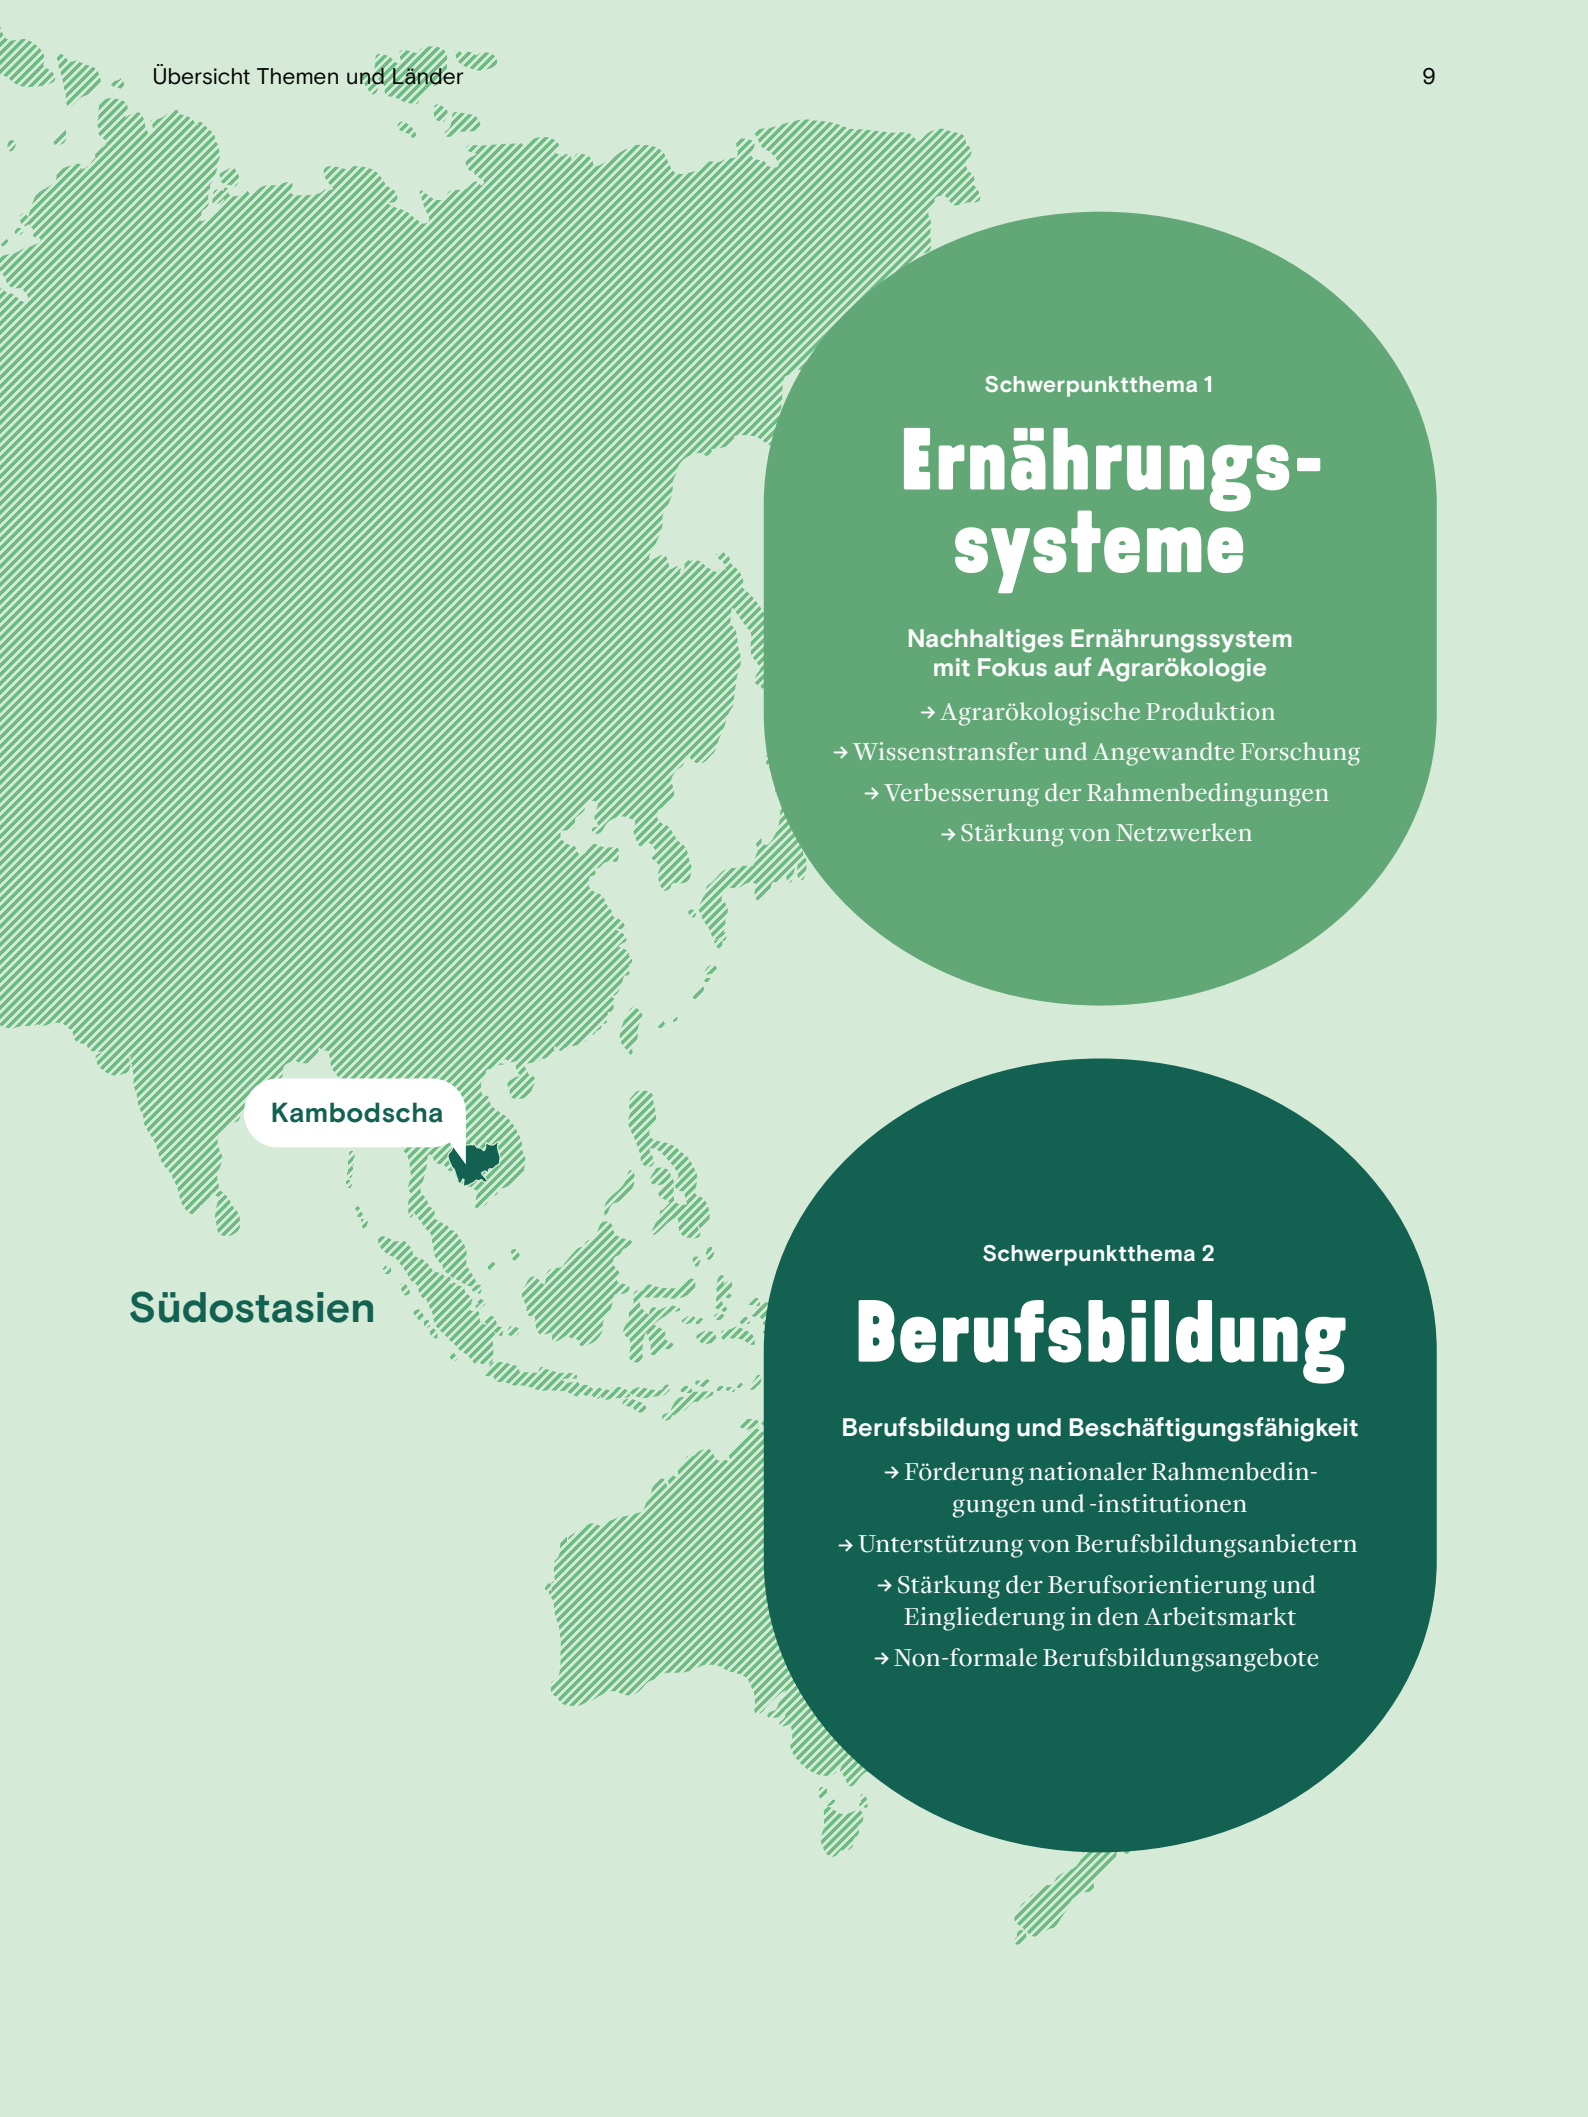 Übersicht Themen und Länder
9
Schwerpunktthema 1
Ernährungs-
systeme
Nachhaltiges Ernährungssystem
mit Fokus auf Agrarökologie
→ Agrarökologische Produktion
→ Wissenstransfer und Angewandte Forschung
→ Verbesserung der Rahmenbedingungen
→ Stärkung von Netzwerken
Kambodscha
Südostasien
Schwerpunktthema 2
Berufsbildung
Berufsbildung und Beschäftigungsfähigkeit
→ Förderung nationaler Rahmenbedin-
gungen und -institutionen
→ Unterstützung von Berufsbildungsanbietern
→ Stärkung der Berufsorientierung und
Eingliederung in den Arbeitsmarkt
→ Non-formale Berufsbildungsangebote